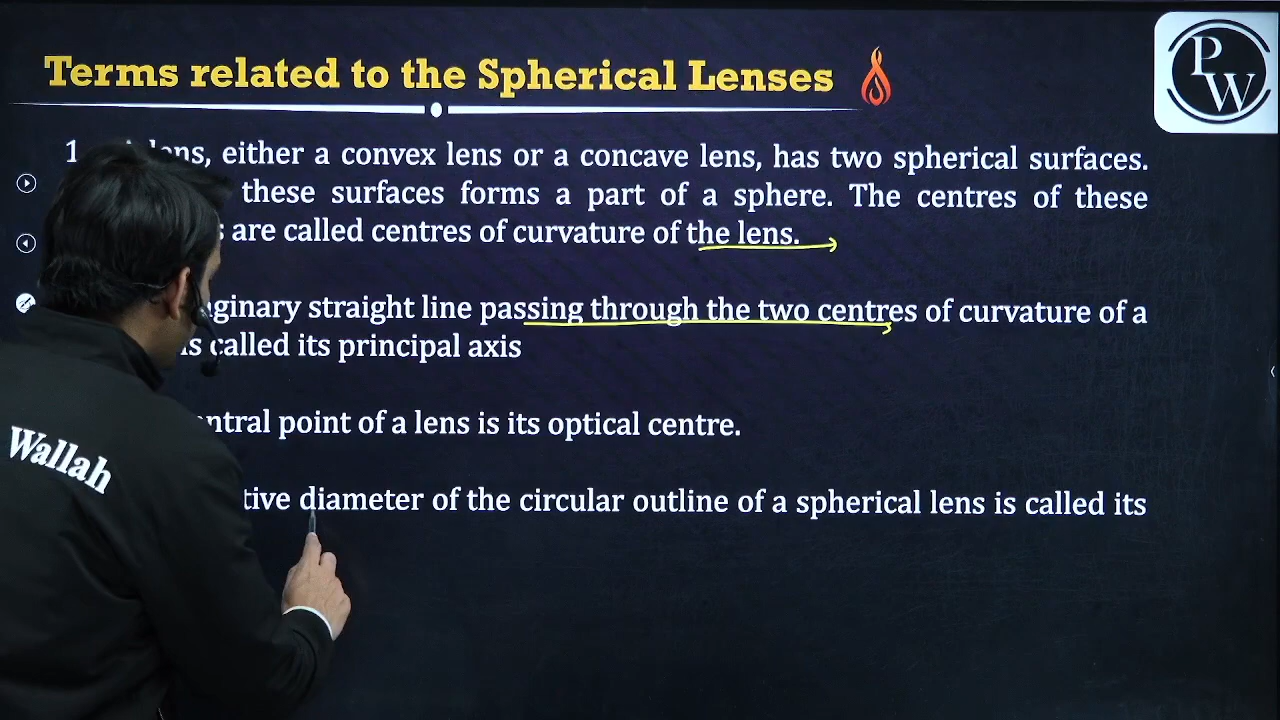 Terms related to the Spherical Lenses
PW
1. lens, either a convex lens or a concave lens, has two spherical surfaces.
these surfaces forms a part of a sphere. The centres of these
are called centres of curvature of the lens.
straight line passing through the two centres of curvature of a
called its principal axis
point of a lens is its optical centre.
diameter of the circular outline of a spherical lens is called its
Wallah